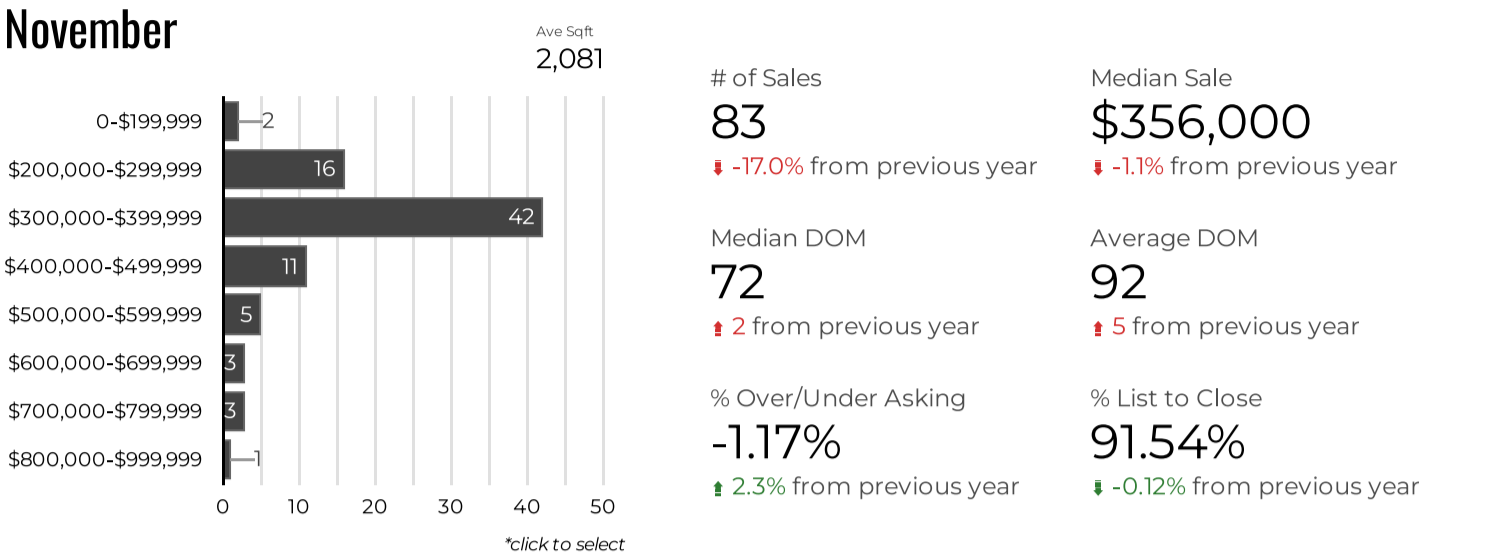 November
Ave Sqft
2,081
0-$199,999 2
$200,000-$299,999 16
$300,000-$399,999 42
$400,000-$499,999 11
$500,000-$599,999 5
$600,000-$699,999 3
$700,000-$799,999 3
$800,000-$999,999 1
0 10 20 30 40 50
*click to select
# of Sales
83
-17.0% from previous year
Median Sale
$356,000
-1.1% from previous year
Median DOM
72
2 from previous year
Average DOM
92
5 from previous year
% Over/Under Asking
-1.17%
2.3% from previous year
% List to Close
91.54%
-0.12% from previous year